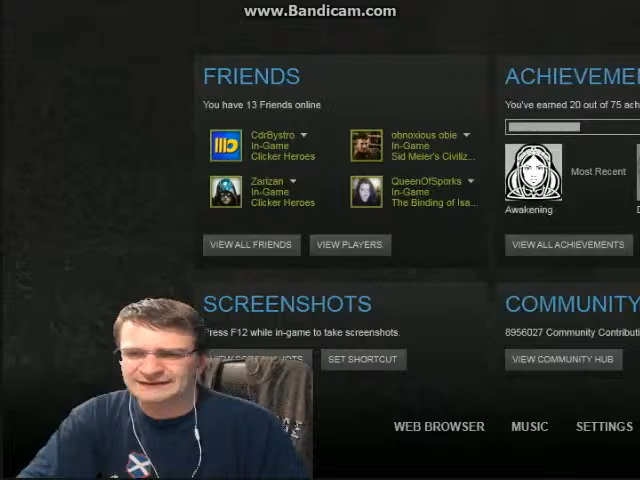 www.Bandicam.com
FRIENDS
You have 13 Friends online
CdrBystro
In-Game
Clicker Heroes
obnoxious obie
In-Game
Sid Meier's Civiliz...
Zarizan
In-Game
Clicker Heroes
QueenOfSporks
In-Game
The Binding of Isa...
VIEW ALL FRIENDS
VIEW PLAYERS
ACHIEVEME
You've earned 20 out of 75 ach
Most Recent
Awakening
VIEW ALL ACHIEVEMENTS
SCREENSHOTS
Press F12 while in-game to take screenshots.
VIEW SCREENSHOTS
SET SHORTCUT
COMMUNITY
8956027 Community Contributi
VIEW COMMUNITY HUB
WEB BROWSER
MUSIC
SETTINGS